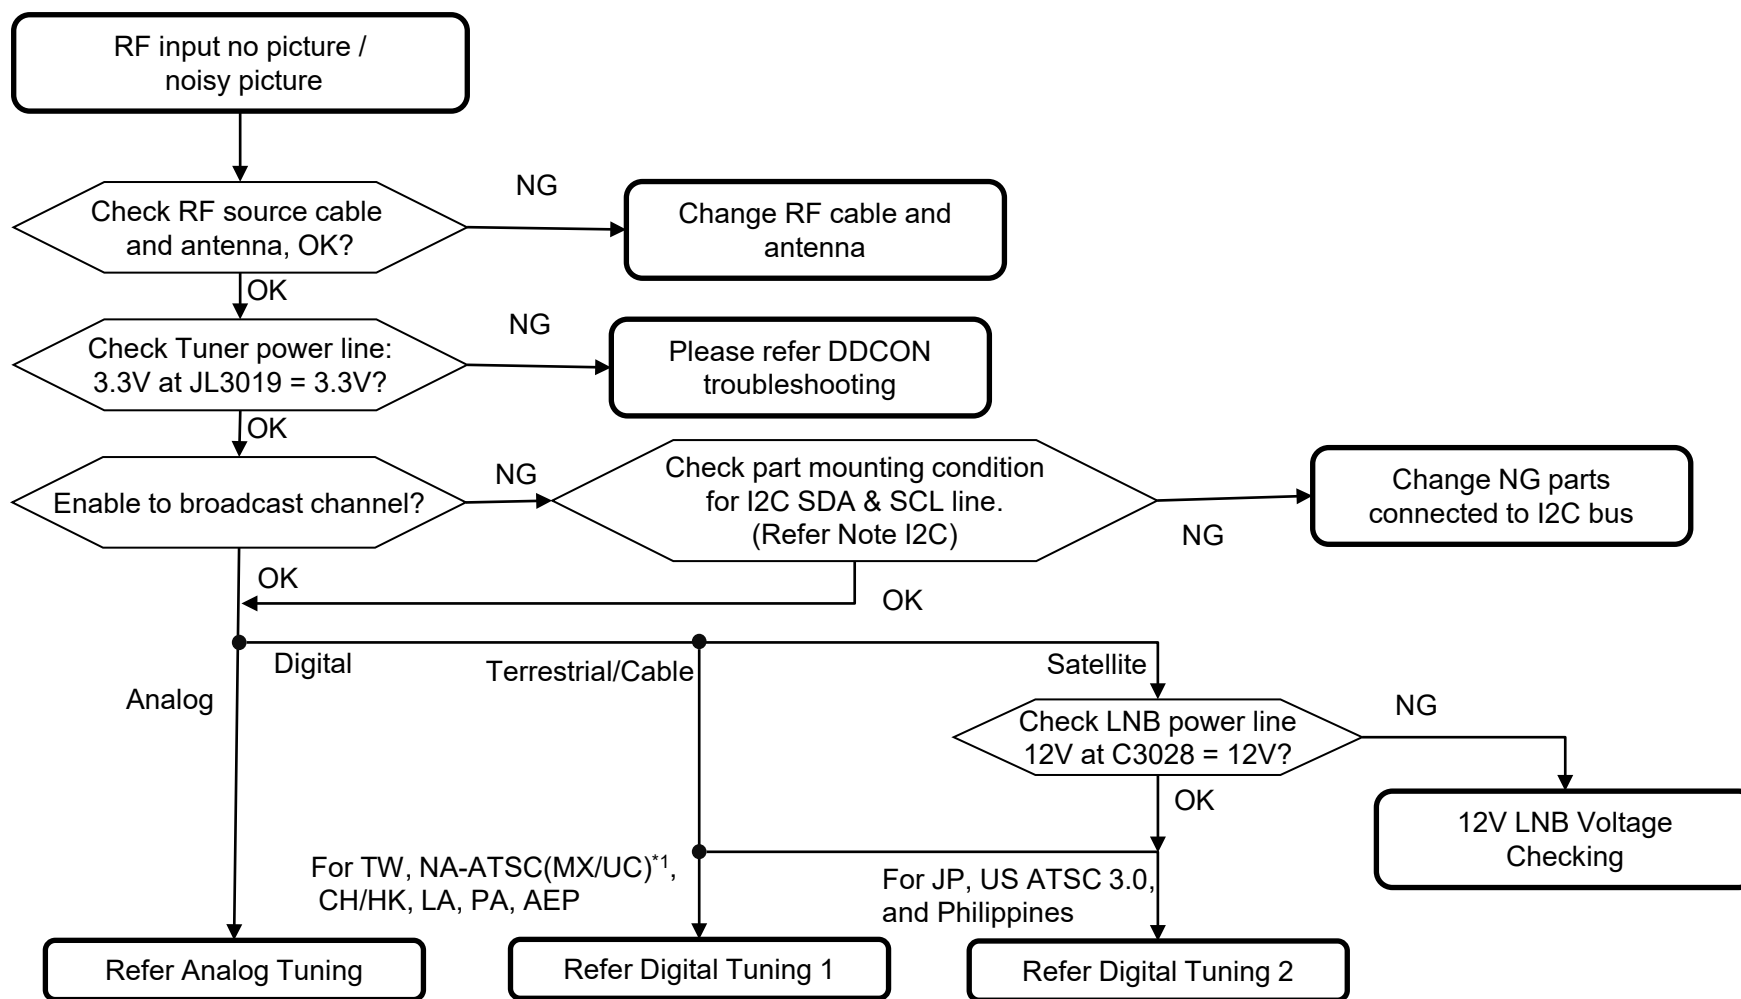 RF input no picture /
noisy picture
Check RF source cable
and antenna, OK?
NG
Change RF cable and
antenna
OK
Check Tuner power line:
3.3V at JL3019 = 3.3V?
NG
Please refer DDCON
troubleshooting
OK
Enable to broadcast channel?
NG
Check part mounting condition
for I2C SDA & SCL line.
(Refer Note I2C)
NG
Change NG parts
connected to I2C bus
OK
OK
Digital
Analog
Terrestrial/Cable
Satellite
Check LNB power line
12V at C3028 = 12V?
NG
OK
12V LNB Voltage
Checking
For TW, NA-ATSC(MX/UC)*1,
CH/HK, LA, PA, AEP
For JP, US ATSC 3.0,
and Philippines
Refer Analog Tuning
Refer Digital Tuning 1
Refer Digital Tuning 2